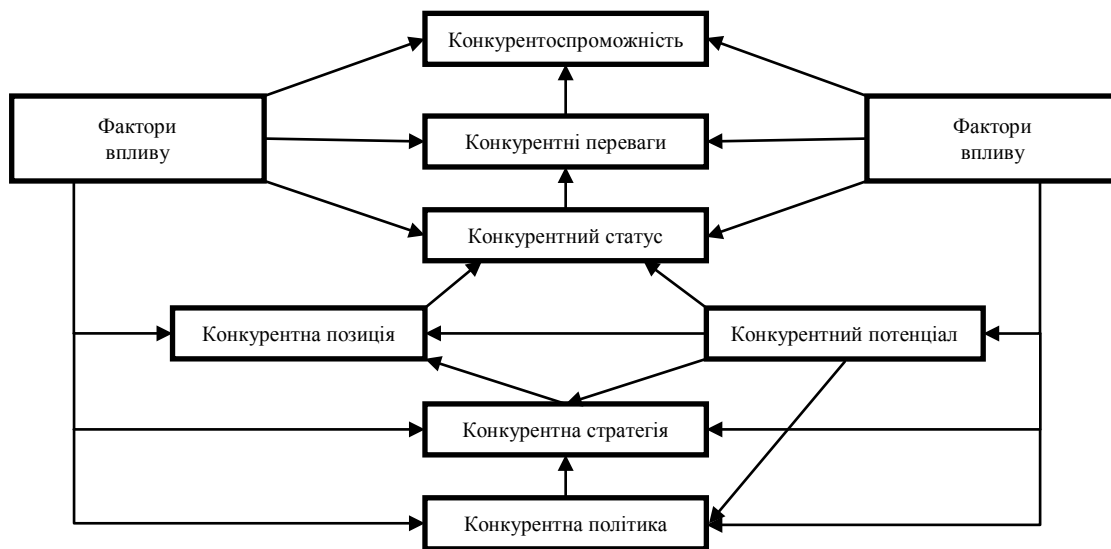 Конкурентоспроможність
Фактори
впливу
Конкурентні переваги
Фактори
впливу
Конкурентний статус
Конкурентна позиція
Конкурентний потенціал
Конкурентна стратегія
Конкурентна політика